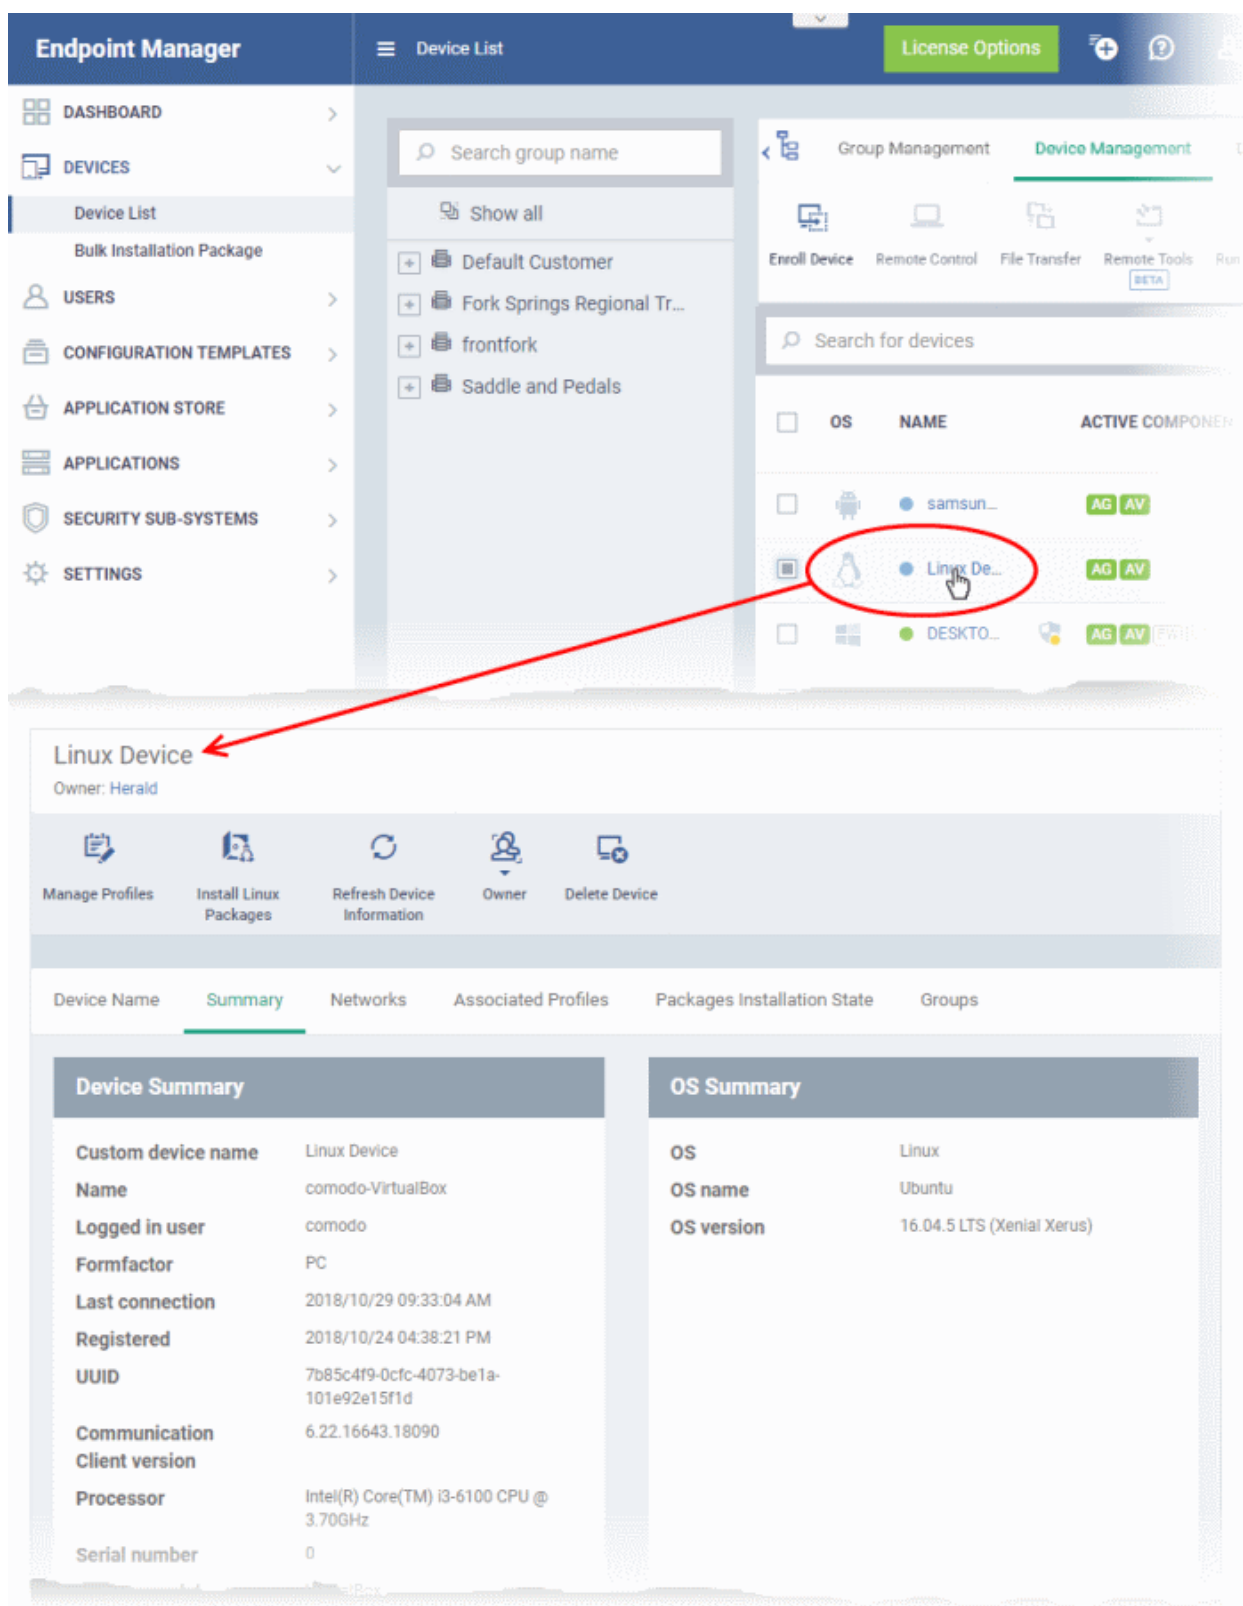 Endpoint Manager
Device List
License Options
DASHBOARD
DEVICES
Device List
Bulk Installation Package
USERS
CONFIGURATION TEMPLATES
APPLICATION STORE
APPLICATIONS
SECURITY SUB-SYSTEMS
SETTINGS
Search group name
Show all
Default Customer
Fork Springs Regional Tr...
frontfork
Saddle and Pedals
Group Management Device Management
Enroll Device Remote Control File Transfer Remote Tools Run
BETA
Search for devices
OS NAME ACTIVE COMPONEN
samsun... AG AV
Linux De... AG AV
DESKTO... AG AV
Linux Device
Owner: Herald
Manage Profiles
Install Linux
Packages
Refresh Device
Information
Owner
Delete Device
Device Name Summary Networks Associated Profiles Packages Installation State Groups
Device Summary
Custom device name Linux Device
Name comodo-VirtualBox
Logged in user comodo
Formfactor PC
Last connection 2018/10/29 09:33:04 AM
Registered 2018/10/24 04:38:21 PM
UUID 7b85c4f9-0cfc-4073-be1a-
101e92e15f1d
Communication 6.22.16643.18090
Client version
Processor Intel(R) Core(TM) i3-6100 CPU @
3.70GHz
Serial number 0
OS Summary
OS Linux
OS name Ubuntu
OS version 16.04.5 LTS (Xenial Xerus)